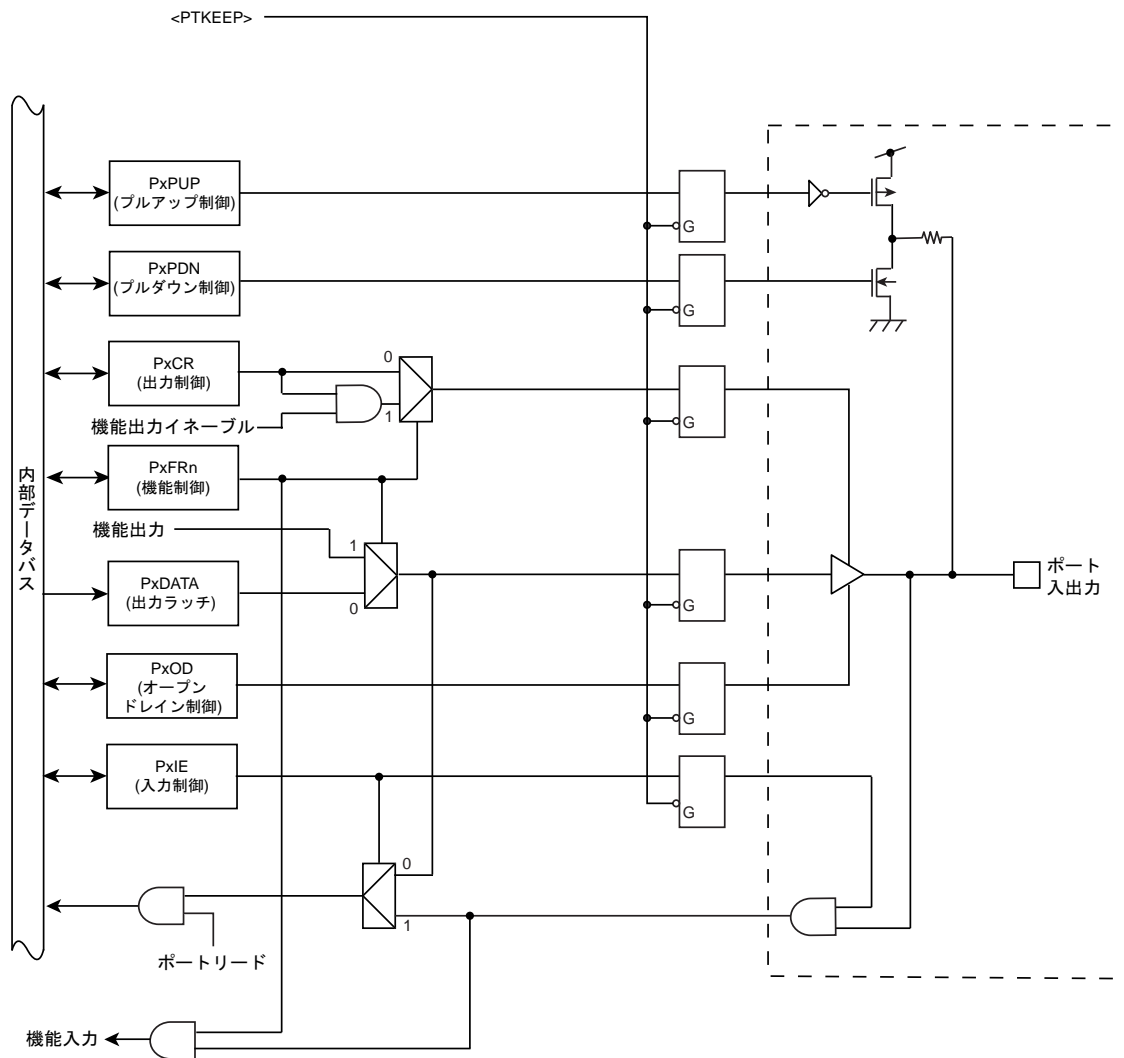 <PTKEEP>
PxPUP
(プルアップ制御)
G
PxPDN
(プルダウン制御)
G
PxCR
(出力制御)
0
1
機能出力イネーブル
G
PxFRn
(機能制御)
内部データバス
機能出力
1
0
PxDATA
(出力ラッチ)
G
ポート
入出力
PxOD
(オープン
ドレイン制御)
G
PxIE
(入力制御)
G
0
1
ポートリード
機能入力